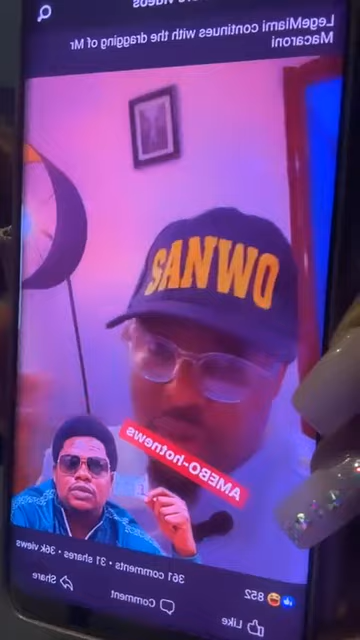 videos
LegeMiami continues with the dragging of Mr
Macaroni
SANWO
AMEBO-hotnews
852
361 comments • 31 shares • 36k views
Like
Comment
Share